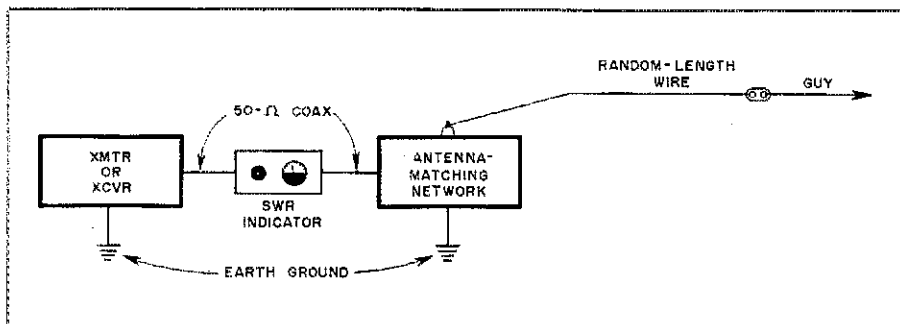 RANDOM-LENGTH
WIRE
GUY
50-Ω COAX
XMTR
OR
XCVR
SWR
INDICATOR
ANTENNA-
MATCHING
NETWORK
EARTH GROUND